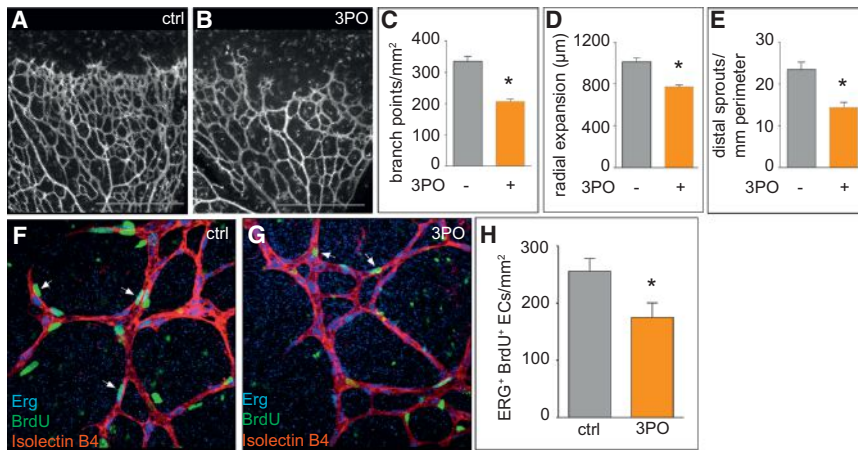 A
ctrl
B
3PO
C
branch points/mm²
400
300
200
100
0
*
3PO - +
D
radial expansion (µm)
1200
800
400
0
*
3PO - +
E
distal sprouts/
mm perimeter
30
20
10
0
*
3PO - +
F
ctrl
Erg
BrdU
Isolectin B4
G
3PO
Erg
BrdU
Isolectin B4
H
ERG⁺ BrdU⁺ ECs/mm²
300
200
100
0
*
ctrl 3PO